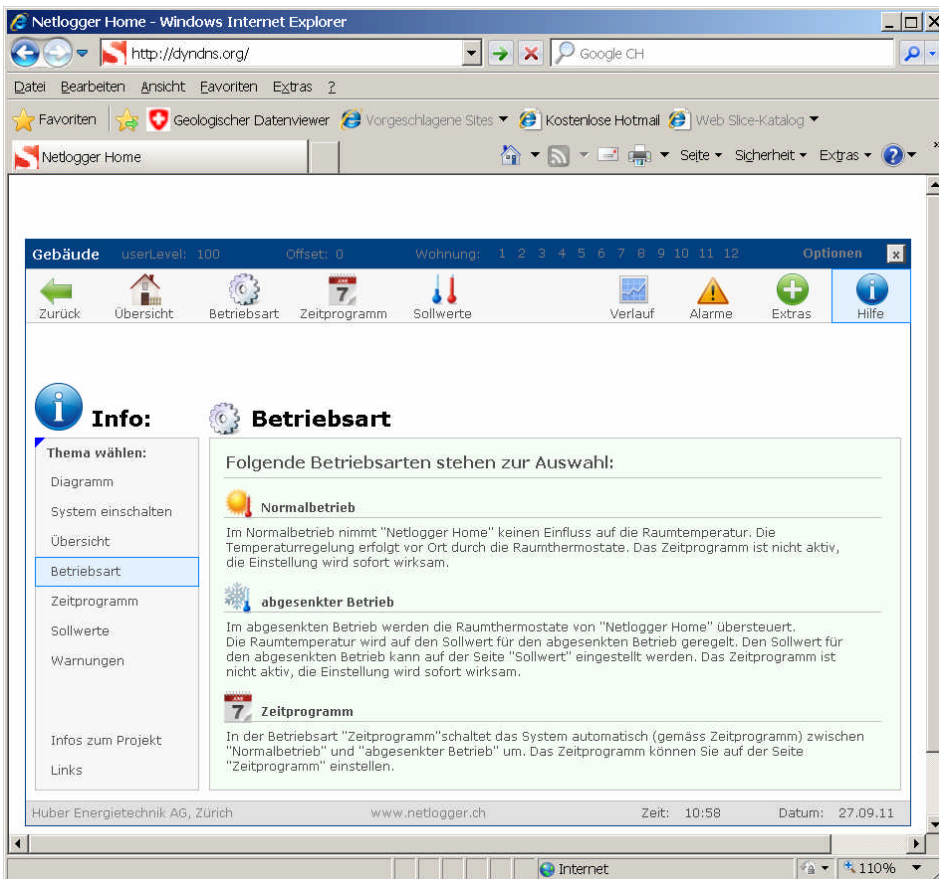 Netlogger Home - Windows Internet Explorer
http://dyndns.org/
Google CH
Datei Bearbeiten Ansicht Favoriten Extras ?
Favoriten Geologischer Datenviewer Vorgeschlagene Sites Kostenlose Hotmail Web Slice-Katalog
Netlogger Home Seite Sicherheit Extras ? »
Gebäude userLevel: 100 Offset: 0 Wohnung: 1 2 3 4 5 6 7 8 9 10 11 12 Optionen x
Zurück Übersicht Betriebsart Zeitprogramm Sollwerte Verlauf Alarme Extras Hilfe
Info:
Thema wählen:
Diagramm
System einschalten
Übersicht
Betriebsart
Zeitprogramm
Sollwerte
Warnungen
Infos zum Projekt
Links
Betriebsart
Folgende Betriebsarten stehen zur Auswahl:
Normalbetrieb
Im Normalbetrieb nimmt "Netlogger Home" keinen Einfluss auf die Raumtemperatur. Die
Temperaturregelung erfolgt vor Ort durch die Raumthermostate. Das Zeitprogramm ist nicht aktiv,
die Einstellung wird sofort wirksam.
abgesenkter Betrieb
Im abgesenkten Betrieb werden die Raumthermostate von "Netlogger Home" übersteuert.
Die Raumtemperatur wird auf den Sollwert für den abgesenkten Betrieb geregelt. Den Sollwert für
den abgesenkten Betrieb kann auf der Seite "Sollwert" eingestellt werden. Das Zeitprogramm ist
nicht aktiv, die Einstellung wird sofort wirksam.
7 Zeitprogramm
In der Betriebsart "Zeitprogramm"schaltet das System automatisch (gemäss Zeitprogramm) zwischen
"Normalbetrieb" und "abgesenkter Betrieb" um. Das Zeitprogramm können Sie auf der Seite
"Zeitprogramm" einstellen.
Huber Energietechnik AG, Zürich www.netlogger.ch Zeit: 10:58 Datum: 27.09.11
Internet 110%